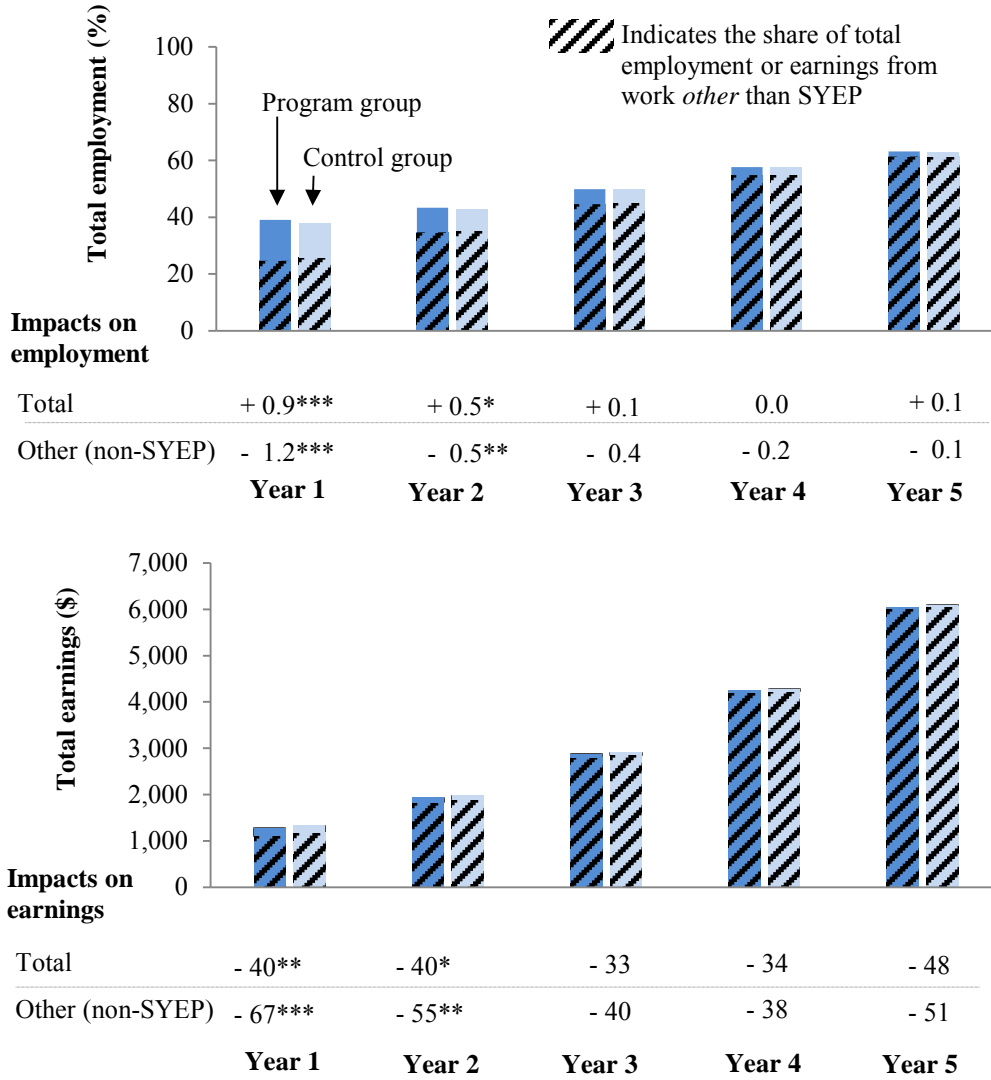 Total employment (%)
100
80
60
40
20
0
Indicates the share of total
employment or earnings from
work other than SYEP
Program group
Control group
Impacts on
employment
Total + 0.9*** + 0.5* + 0.1 0.0 + 0.1
Other (non-SYEP) - 1.2*** - 0.5** - 0.4 - 0.2 - 0.1
Year 1 Year 2 Year 3 Year 4 Year 5
Total earnings ($)
7,000
6,000
5,000
4,000
3,000
2,000
1,000
0
Impacts on
earnings
Total - 40** - 40* - 33 - 34 - 48
Other (non-SYEP) - 67*** - 55** - 40 - 38 - 51
Year 1 Year 2 Year 3 Year 4 Year 5